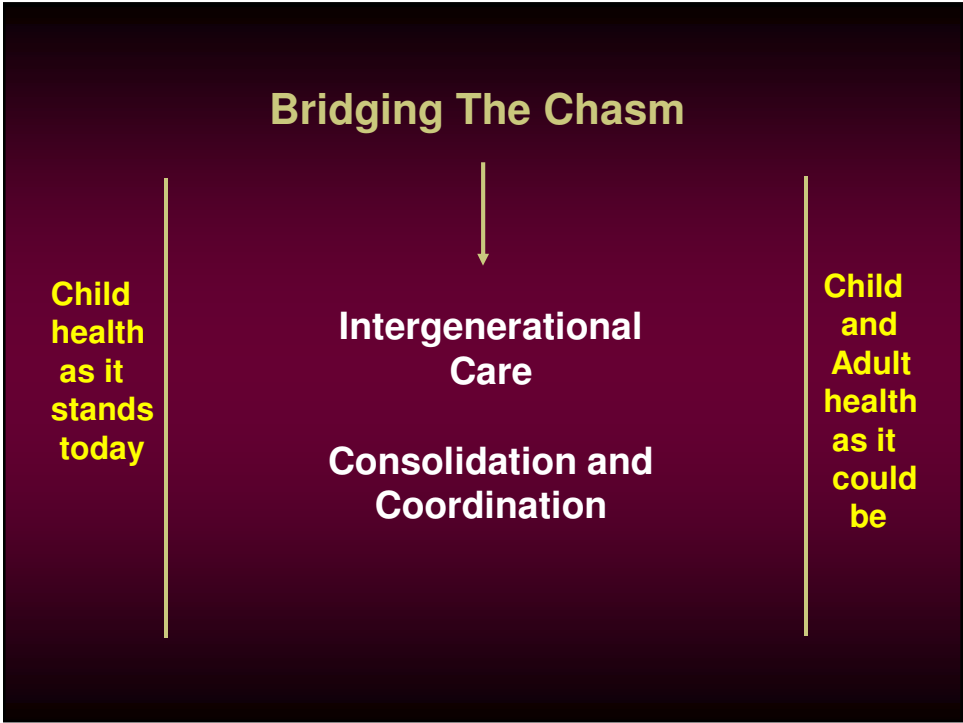 Bridging The Chasm
Child
health
as it
stands
today
Intergenerational
Care
Consolidation and
Coordination
Child
and
Adult
health
as it
could
be